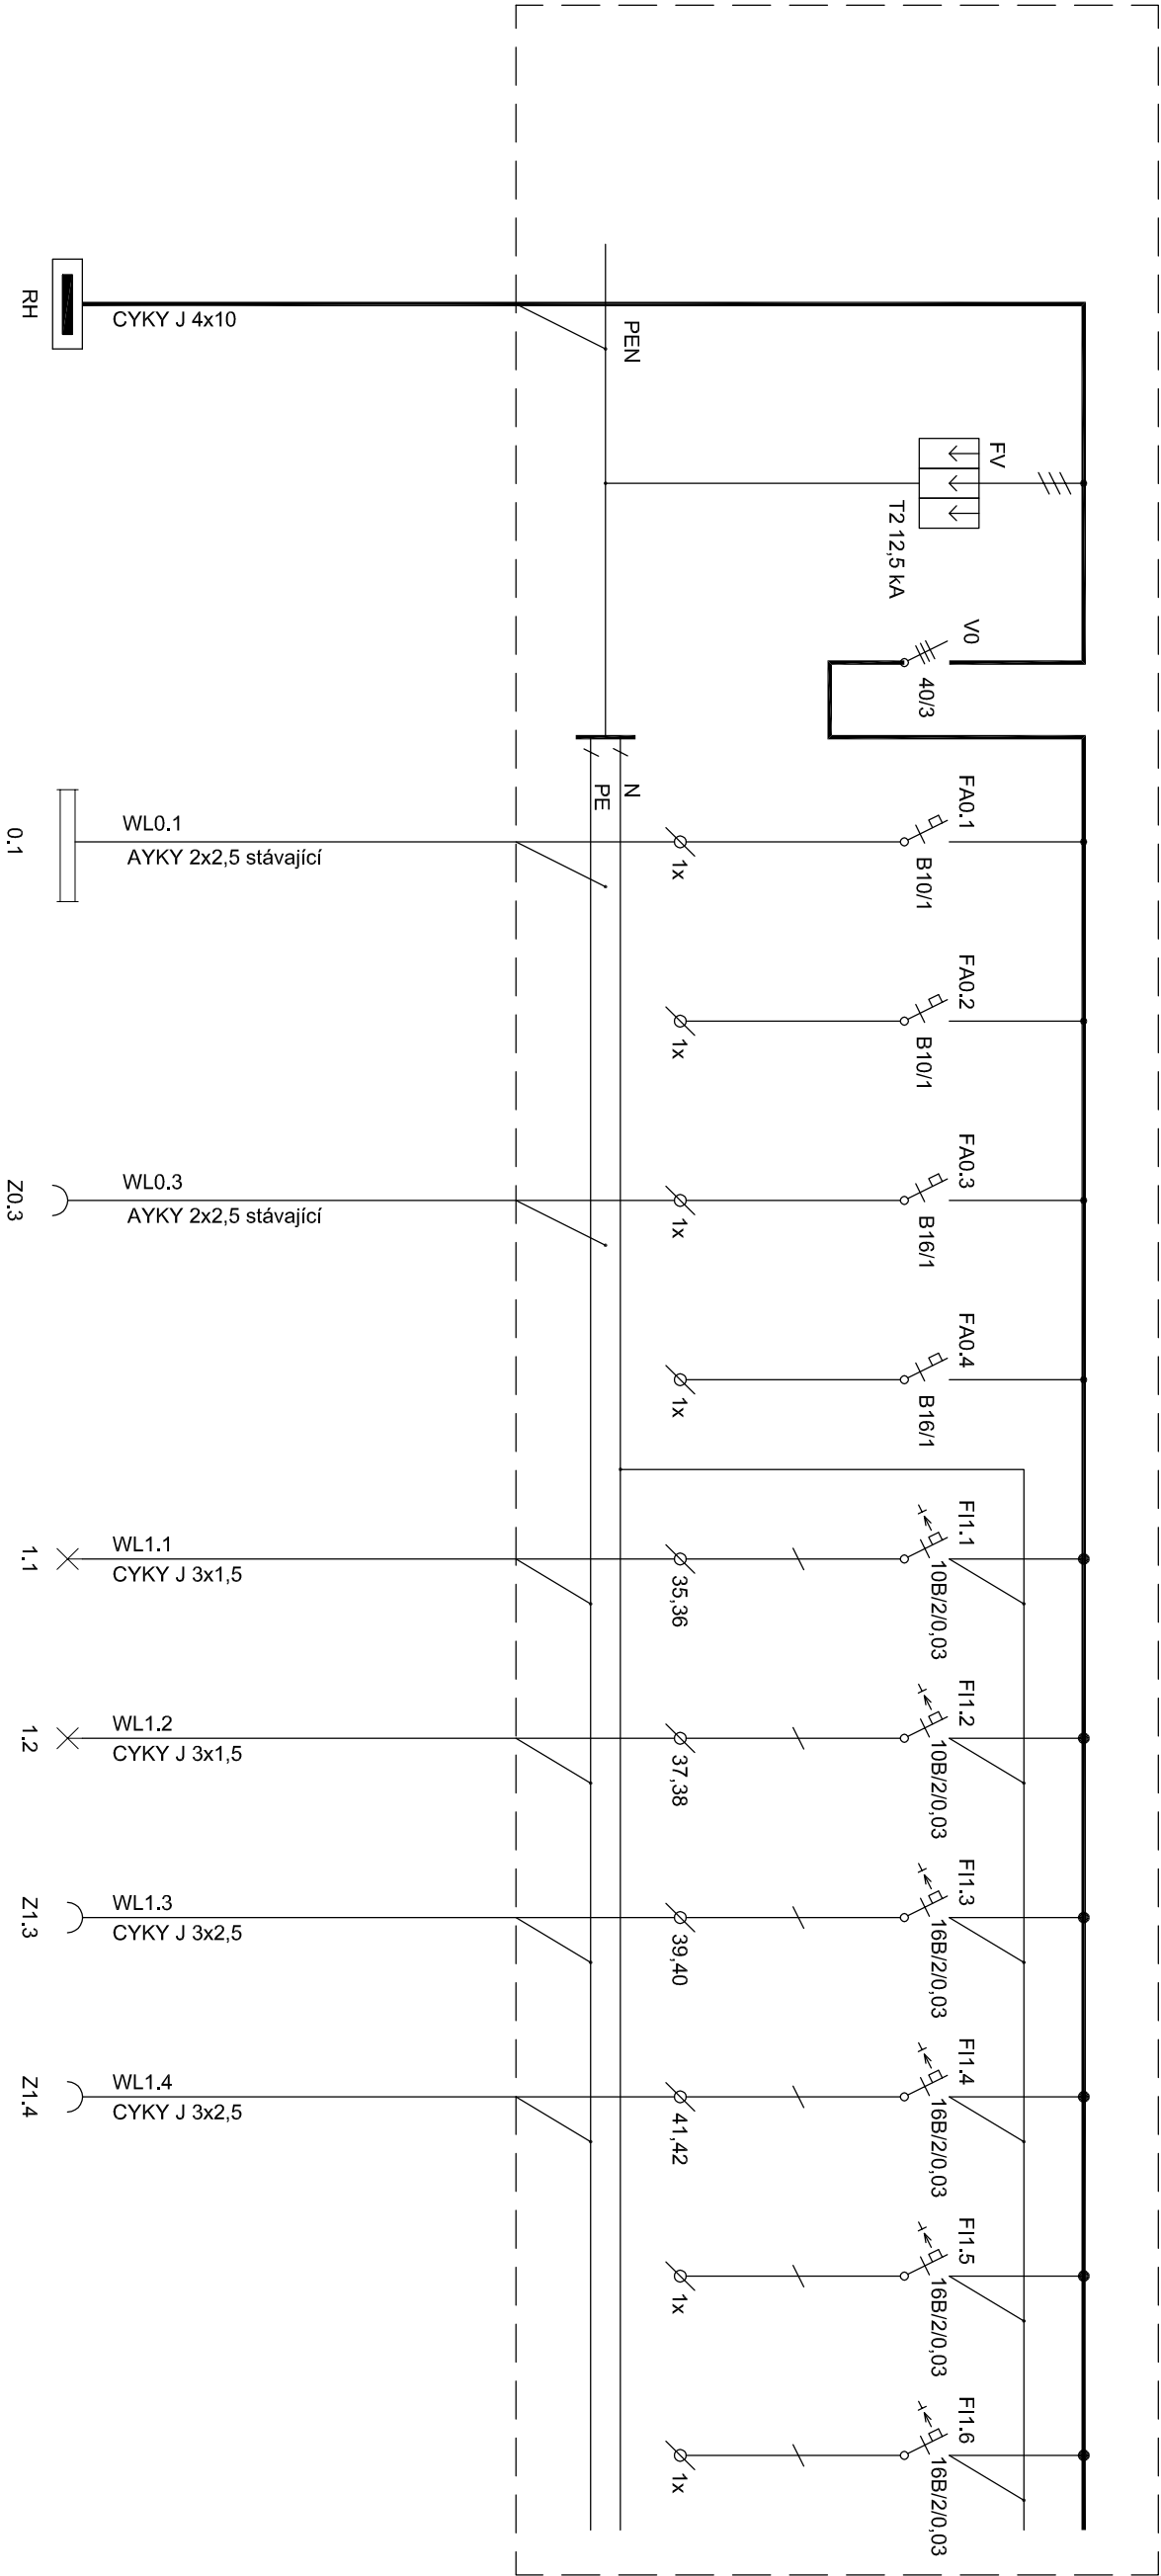 RH
CYKY J 4x10
PEN
FV
T2 12,5 kA
V0
40/3
N
PE
FA0.1
B10/1
1x
WL0.1
AYKY 2x2,5 stávající
0.1
FA0.2
B10/1
1x
FA0.3
B16/1
1x
WL0.3
AYKY 2x2,5 stávající
Z0.3
FA0.4
B16/1
1x
FI1.1
10B/2/0,03
35,36
WL1.1
CYKY J 3x1,5
1.1
FI1.2
10B/2/0,03
37,38
WL1.2
CYKY J 3x1,5
1.2
FI1.3
16B/2/0,03
39,40
WL1.3
CYKY J 3x2,5
Z1.3
FI1.4
16B/2/0,03
41,42
WL1.4
CYKY J 3x2,5
Z1.4
FI1.5
16B/2/0,03
1x
FI1.6
16B/2/0,03
1x